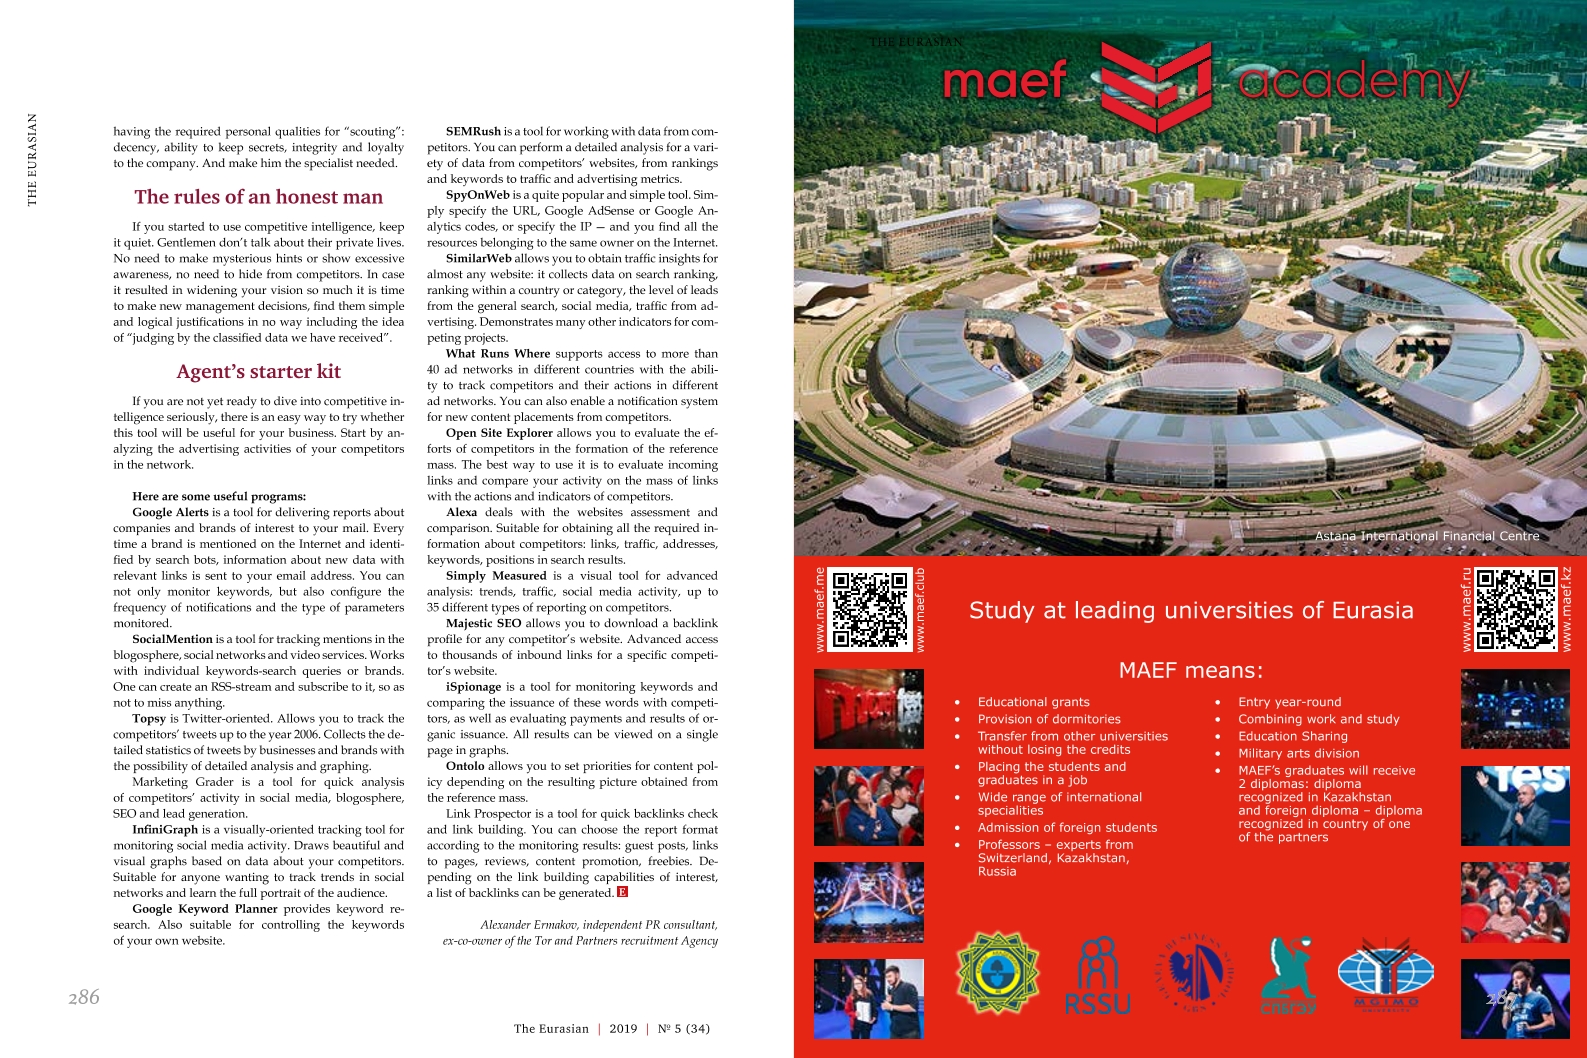 THE EURASIAN
having the required personal qualities for “scouting”:
decency, ability to keep secrets, integrity and loyalty
to the company. And make him the specialist needed.
The rules of an honest man
If you started to use competitive intelligence, keep
it quiet. Gentlemen don’t talk about their private lives.
No need to make mysterious hints or show excessive
awareness, no need to hide from competitors. In case
it resulted in widening your vision so much it is time
to make new management decisions, find them simple
and logical justifications in no way including the idea
of “judging by the classified data we have received”.
Agent’s starter kit
If you are not yet ready to dive into competitive in-
telligence seriously, there is an easy way to try whether
this tool will be useful for your business. Start by an-
alyzing the advertising activities of your competitors
in the network.
Here are some useful programs:
Google Alerts is a tool for delivering reports about
companies and brands of interest to your mail. Every
time a brand is mentioned on the Internet and identi-
fied by search bots, information about new data with
relevant links is sent to your email address. You can
not only monitor keywords, but also configure the
frequency of notifications and the type of parameters
monitored.
SocialMention is a tool for tracking mentions in the
blogosphere, social networks and video services. Works
with individual keywords-search queries or brands.
One can create an RSS-stream and subscribe to it, so as
not to miss anything.
Topsy is Twitter-oriented. Allows you to track the
competitors’ tweets up to the year 2006. Collects the de-
tailed statistics of tweets by businesses and brands with
the possibility of detailed analysis and graphing.
Marketing Grader is a tool for quick analysis
of competitors’ activity in social media, blogosphere,
SEO and lead generation.
InfiniGraph is a visually-oriented tracking tool for
monitoring social media activity. Draws beautiful and
visual graphs based on data about your competitors.
Suitable for anyone wanting to track trends in social
networks and learn the full portrait of the audience.
Google Keyword Planner provides keyword re-
search. Also suitable for controlling the keywords
of your own website.
SEMRush is a tool for working with data from com-
petitors. You can perform a detailed analysis for a vari-
ety of data from competitors’ websites, from rankings
and keywords to traffic and advertising metrics.
SpyOnWeb is a quite popular and simple tool. Sim-
ply specify the URL, Google AdSense or Google An-
alytics codes, or specify the IP — and you find all the
resources belonging to the same owner on the Internet.
SimilarWeb allows you to obtain traffic insights for
almost any website: it collects data on search ranking,
ranking within a country or category, the level of leads
from the general search, social media, traffic from ad-
vertising. Demonstrates many other indicators for com-
peting projects.
What Runs Where supports access to more than
40 ad networks in different countries with the abili-
ty to track competitors and their actions in different
ad networks. You can also enable a notification system
for new content placements from competitors.
Open Site Explorer allows you to evaluate the ef-
forts of competitors in the formation of the reference
mass. The best way to use it is to evaluate incoming
links and compare your activity on the mass of links
with the actions and indicators of competitors.
Alexa deals with the websites assessment and
comparison. Suitable for obtaining all the required in-
formation about competitors: links, traffic, addresses,
keywords, positions in search results.
Simply Measured is a visual tool for advanced
analysis: trends, traffic, social media activity, up to
35 different types of reporting on competitors.
Majestic SEO allows you to download a backlink
profile for any competitor’s website. Advanced access
to thousands of inbound links for a specific competi-
tor’s website.
iSpionage is a tool for monitoring keywords and
comparing the issuance of these words with competi-
tors, as well as evaluating payments and results of or-
ganic issuance. All results can be viewed on a single
page in graphs.
Ontolo allows you to set priorities for content pol-
icy depending on the resulting picture obtained from
the reference mass.
Link Prospector is a tool for quick backlinks check
and link building. You can choose the report format
according to the monitoring results: guest posts, links
to pages, reviews, content promotion, freebies. De-
pending on the link building capabilities of interest,
a list of backlinks can be generated. E
Alexander Ermakov, independent PR consultant,
ex-co-owner of the Tor and Partners recruitment Agency
286
The Eurasian | 2019 | № 5 (34)
THE EURASIAN
maef academy
Astana International Financial Centre
www.maef.me
www.maef.club
www.maef.ru
www.maef.kz
Study at leading universities of Eurasia
MAEF means:
• Educational grants
• Provision of dormitories
• Transfer from other universities
without losing the credits
• Placing the students and
graduates in a job
• Wide range of international
specialities
• Admission of foreign students
• Professors – experts from
Switzerland, Kazakhstan,
Russia
• Entry year-round
• Combining work and study
• Education Sharing
• Military arts division
• MAEF’s graduates will receive
2 diplomas: diploma
recognized in Kazakhstan
and foreign diploma – diploma
recognized in country of one
of the partners
RSSU
СПбГЭУ
MGIMO
UNIVERSITY
287